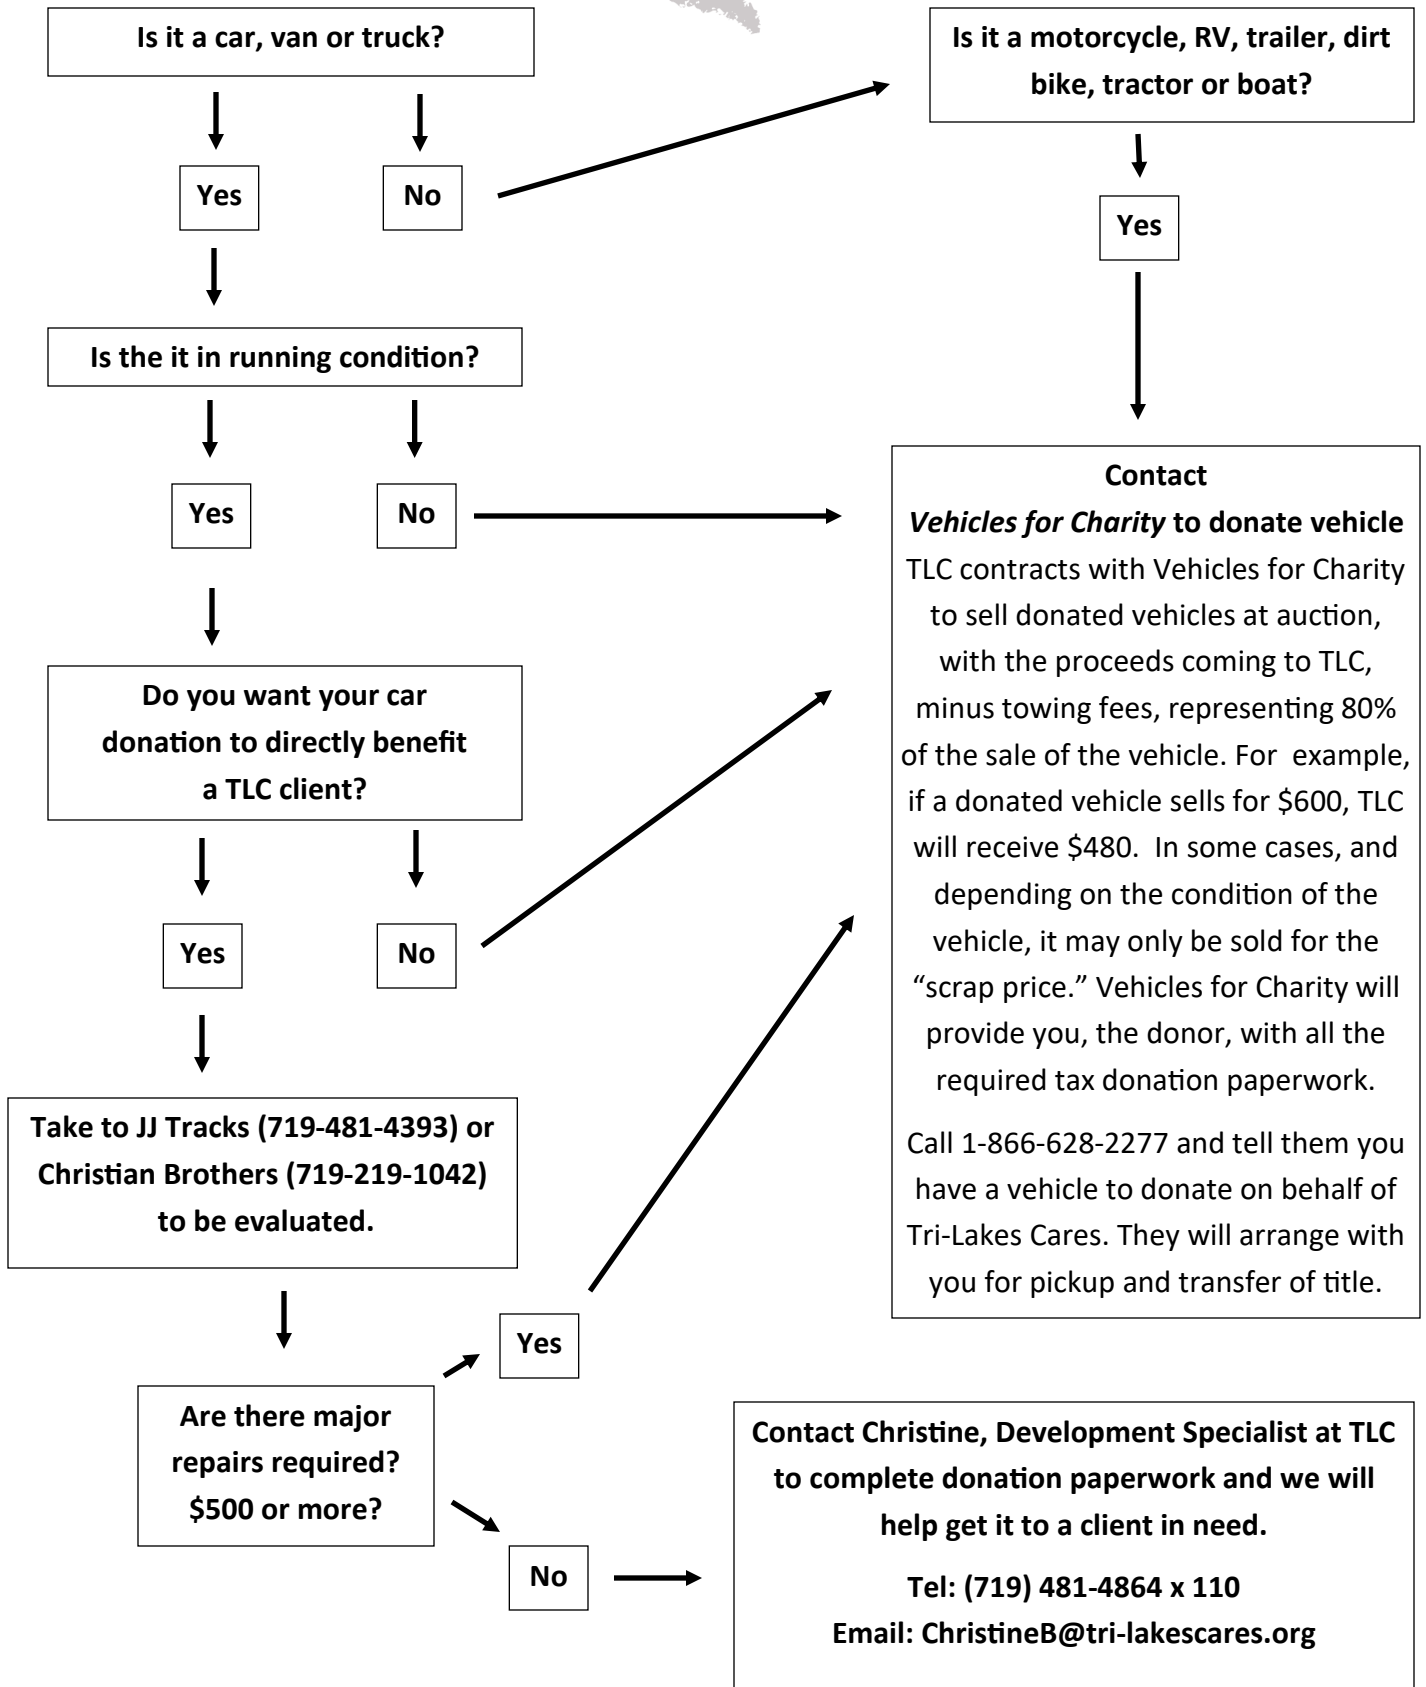 Is it a car, van or truck?
Yes
No
Is it a motorcycle, RV, trailer, dirt
bike, tractor or boat?
Yes
Is the it in running condition?
Yes
No
Do you want your car
donation to directly benefit
a TLC client?
Yes
No
Take to JJ Tracks (719-481-4393) or
Christian Brothers (719-219-1042)
to be evaluated.
Are there major
repairs required?
$500 or more?
Yes
No
Contact
Vehicles for Charity to donate vehicle
TLC contracts with Vehicles for Charity
to sell donated vehicles at auction,
with the proceeds coming to TLC,
minus towing fees, representing 80%
of the sale of the vehicle. For  example,
if a donated vehicle sells for $600, TLC
will receive $480.  In some cases, and
depending on the condition of the
vehicle, it may only be sold for the
“scrap price.” Vehicles for Charity will
provide you, the donor, with all the
required tax donation paperwork.
Call 1-866-628-2277 and tell them you
have a vehicle to donate on behalf of
Tri-Lakes Cares. They will arrange with
you for pickup and transfer of title.
Contact Christine, Development Specialist at TLC
to complete donation paperwork and we will
help get it to a client in need.
Tel: (719) 481-4864 x 110
Email: ChristineB@tri-lakescares.org